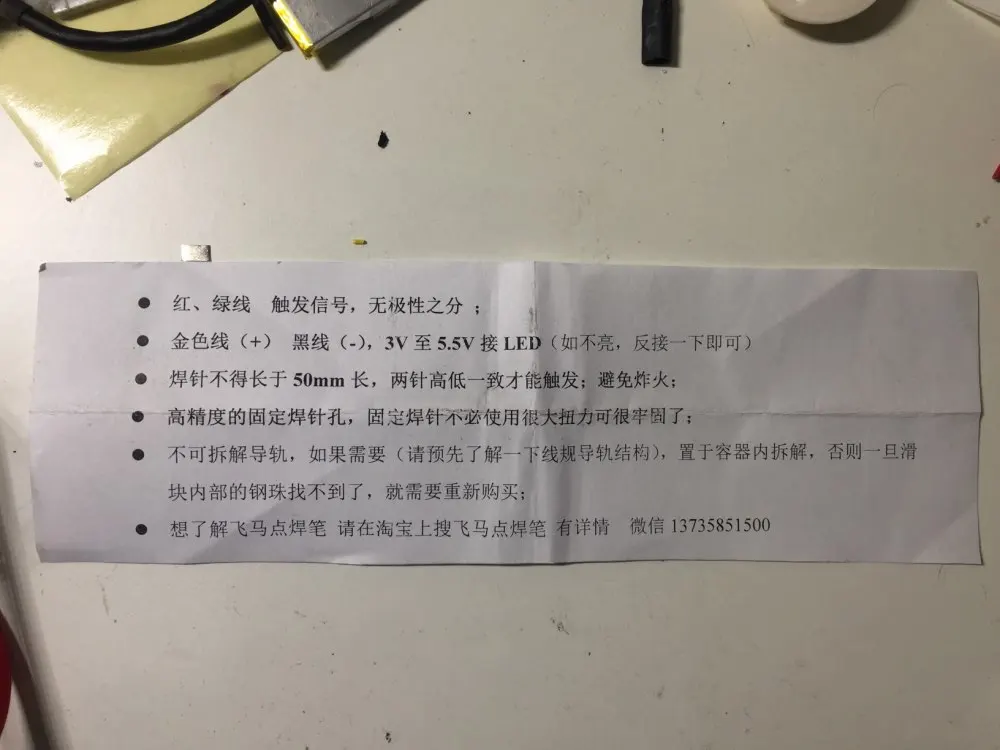 ● 红、绿线 触发信号，无极性之分 ；
● 金色线（+） 黑线（-），3V 至 5.5V 接 LED（如不亮，反接一下即可）
● 焊针不得长于 50mm 长，两针高低一致才能触发；避免炸火；
● 高精度的固定焊针孔，固定焊针不必使用很大扭力可很牢固了；
● 不可拆解导轨，如果需要（请预先了解一下线规导轨结构），置于容器内拆解，否则一旦滑
块内部的钢珠找不到了，就需要重新购买；
● 想了解飞马点焊笔 请在淘宝上搜飞马点焊笔 有详情 微信 13735851500